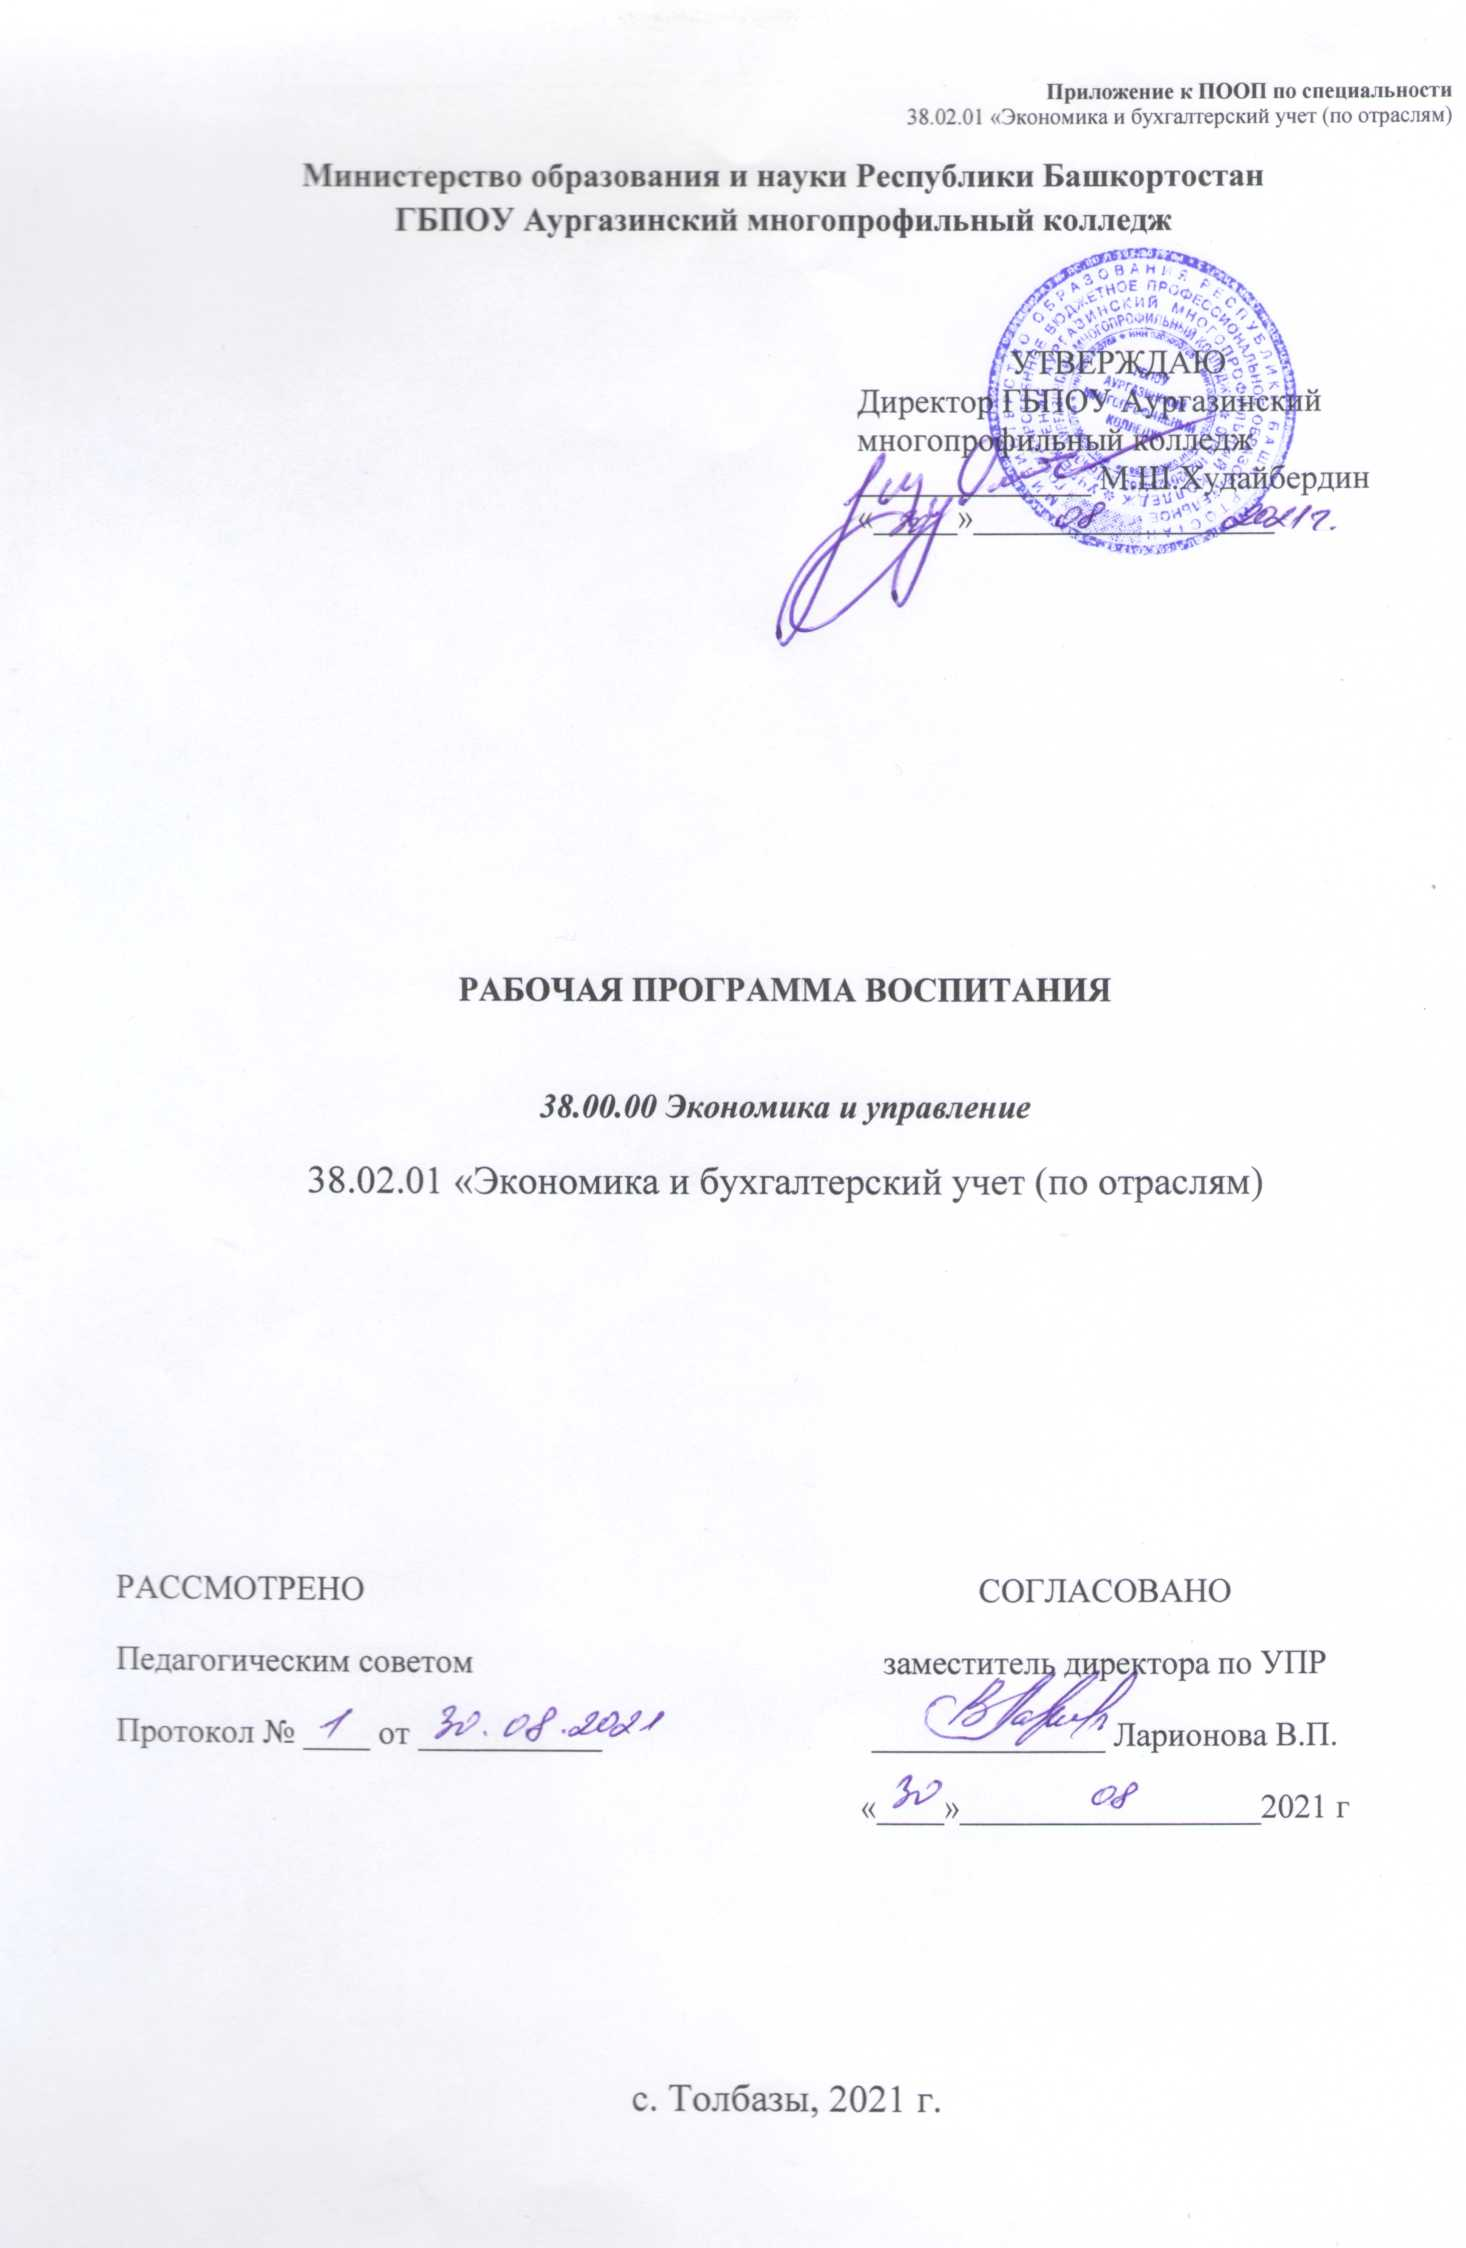 Приложение к ПООП по специальности
38.02.01 «Экономика и бухгалтерский учет (по отраслям)
Министерство образования и науки Республики Башкортостан
ГБПОУ Аургазинский многопрофильный колледж
УТВЕРЖДАЮ
Директор ГБПОУ Аургазинский
многопрофильный колледж
М.Ш.Худайбердин
«30» 08 2021 г.
РАБОЧАЯ ПРОГРАММА ВОСПИТАНИЯ
38.00.00 Экономика и управление
38.02.01 «Экономика и бухгалтерский учет (по отраслям)
РАССМОТРЕНО
Педагогическим советом
Протокол № 1 от 30.08.2021
СОГЛАСОВАНО
заместитель директора по УПР
Ларионова В.П.
«30» 08 2021 г
с. Толбазы, 2021 г.